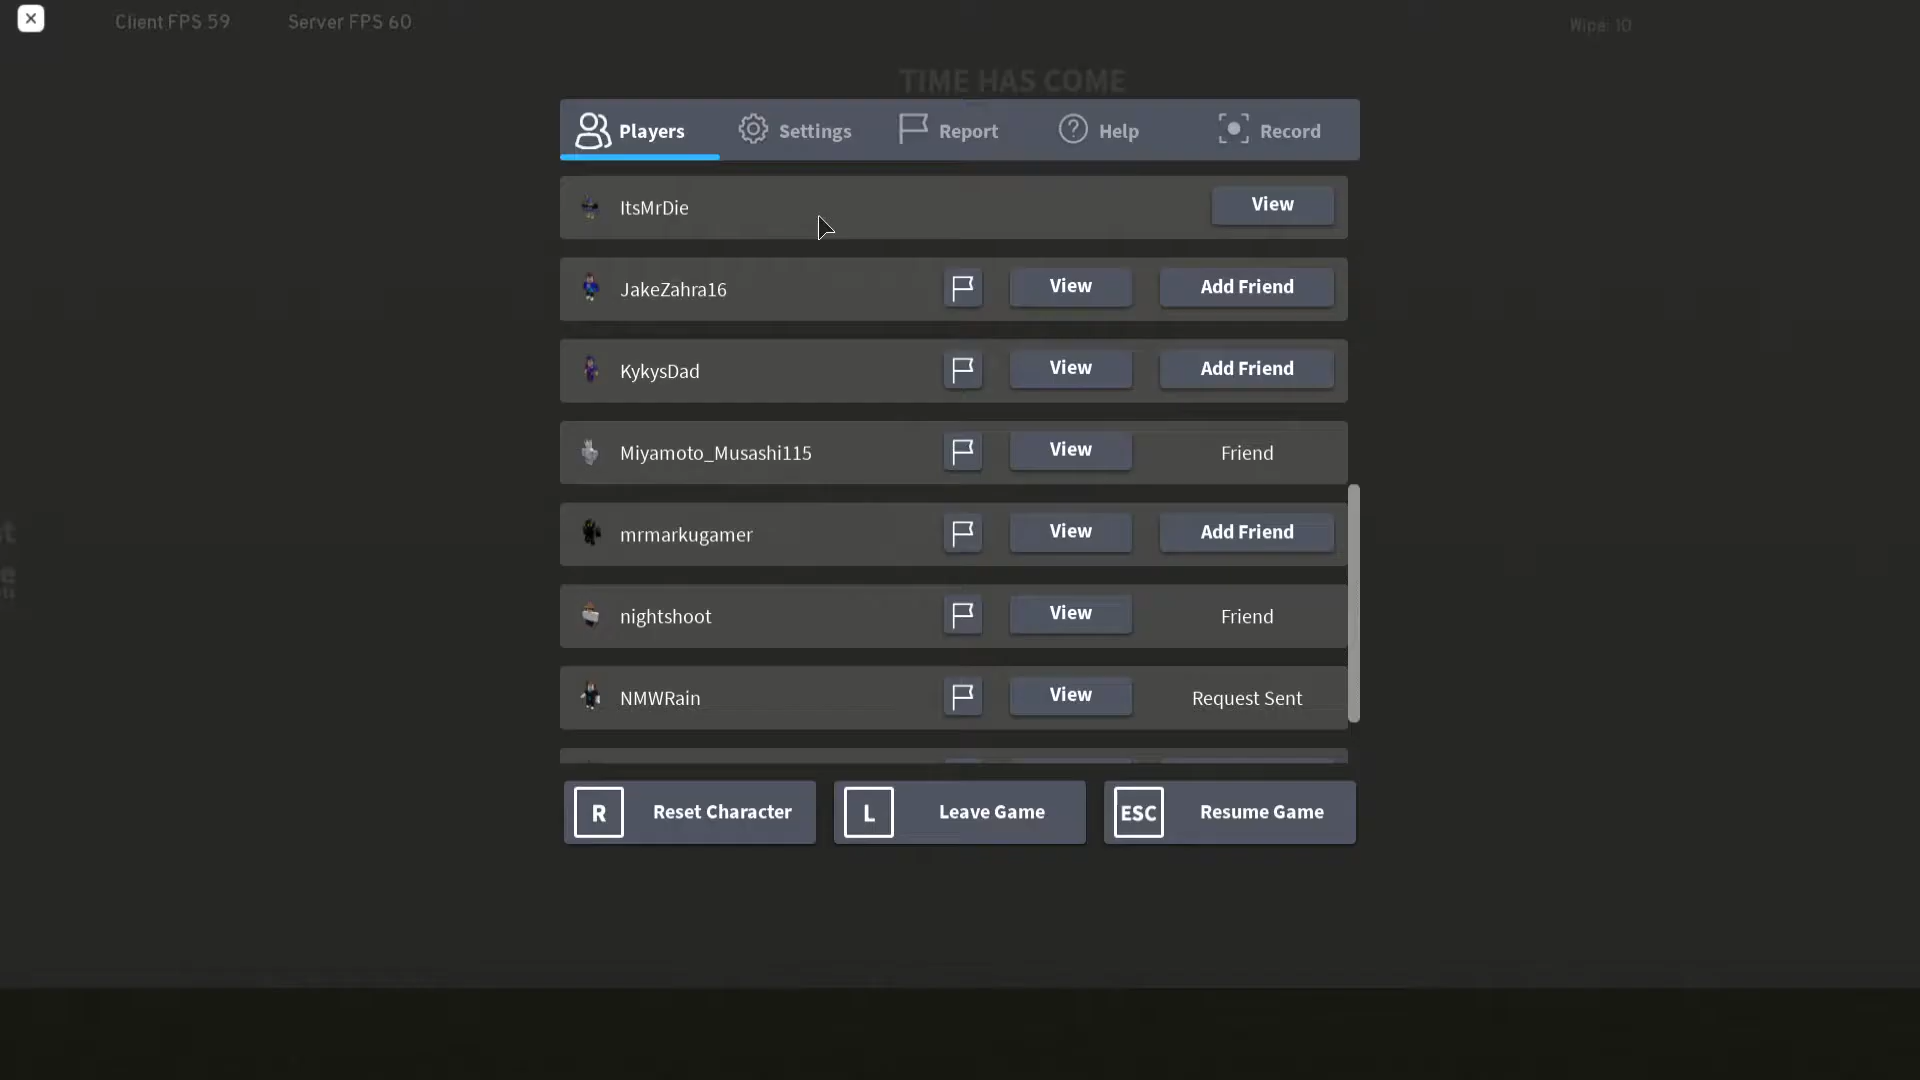 Client FPS 59 Server FPS 60
Wipe: 10
TIME HAS COME
Players Settings Report Help Record
ItsMrDie View
JakeZahra16 View Add Friend
KykysDad View Add Friend
Miyamoto_Musashi115 View Friend
mrmarkugamer View Add Friend
nightshoot View Friend
NMWRain View Request Sent
R Reset Character L Leave Game ESC Resume Game